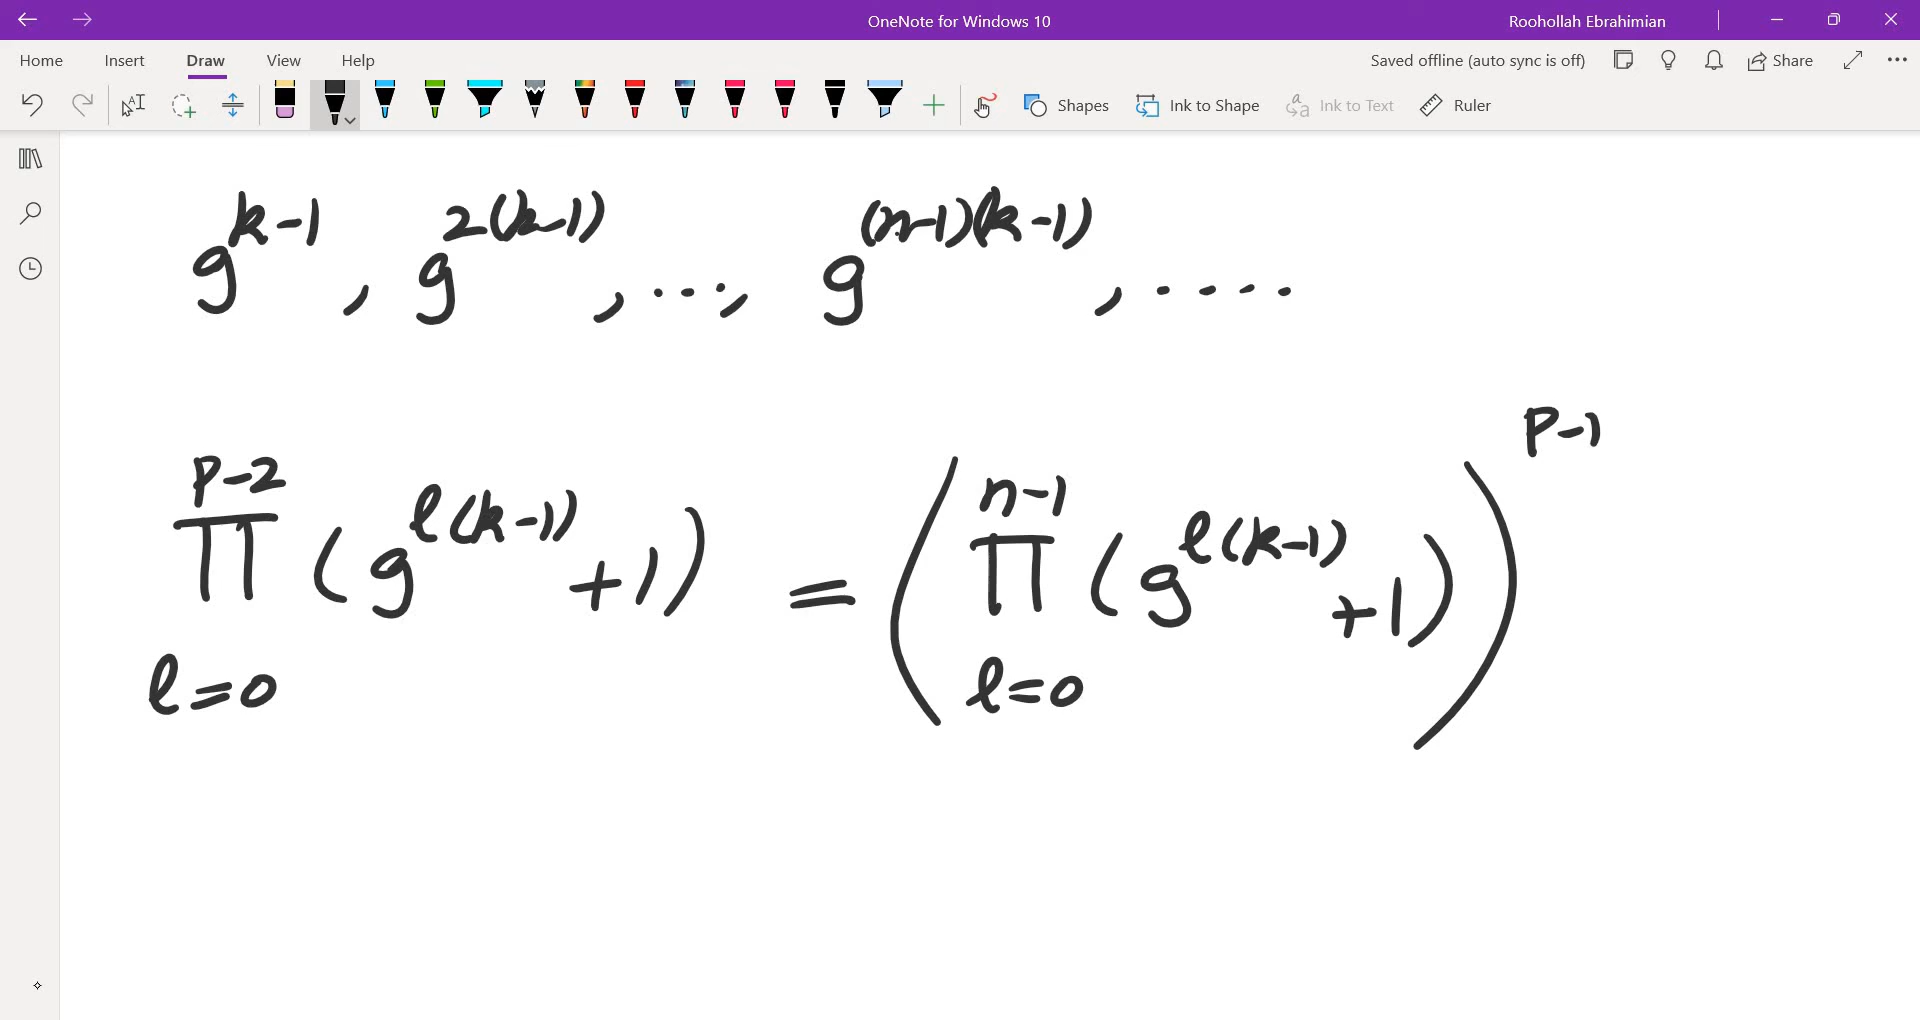 OneNote for Windows 10 Roohollah Ebrahimian
Home Insert Draw View Help Saved offline (auto sync is off) Share
Shapes Ink to Shape Ink to Text Ruler
g^{k-1}, g^{2(k-1)}, ..., g^{(n-1)(k-1)}, ....
∏_{l=0}^{p-2} (g^{l(k-1)}+1) = (∏_{l=0}^{n-1} (g^{l(k-1)}+1))^{p-1}